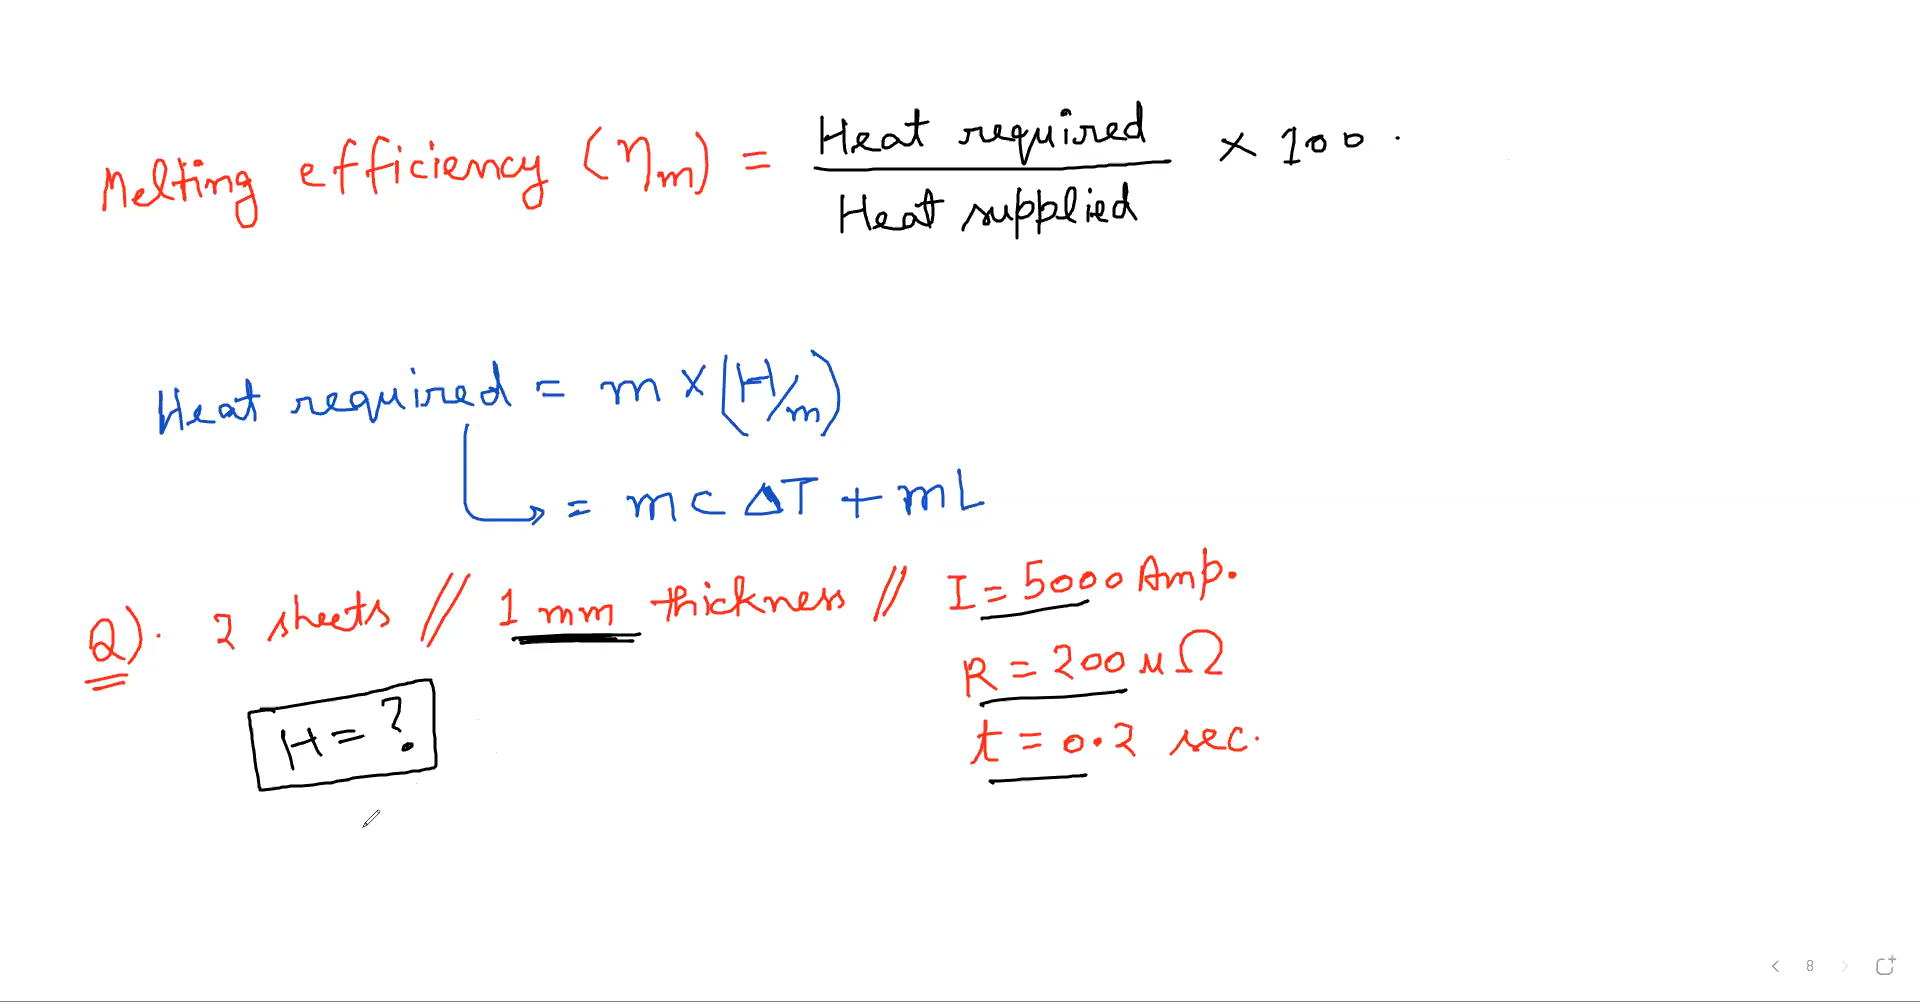 Melting efficiency (ηm) = Heat required / Heat supplied × 100.
Heat required = m × (H/m)
= mcΔT + mL
Q). 2 sheets // 1 mm thickness // I = 5000 Amp.
R = 200 μΩ
H = ?
t = 0.2 sec.
8